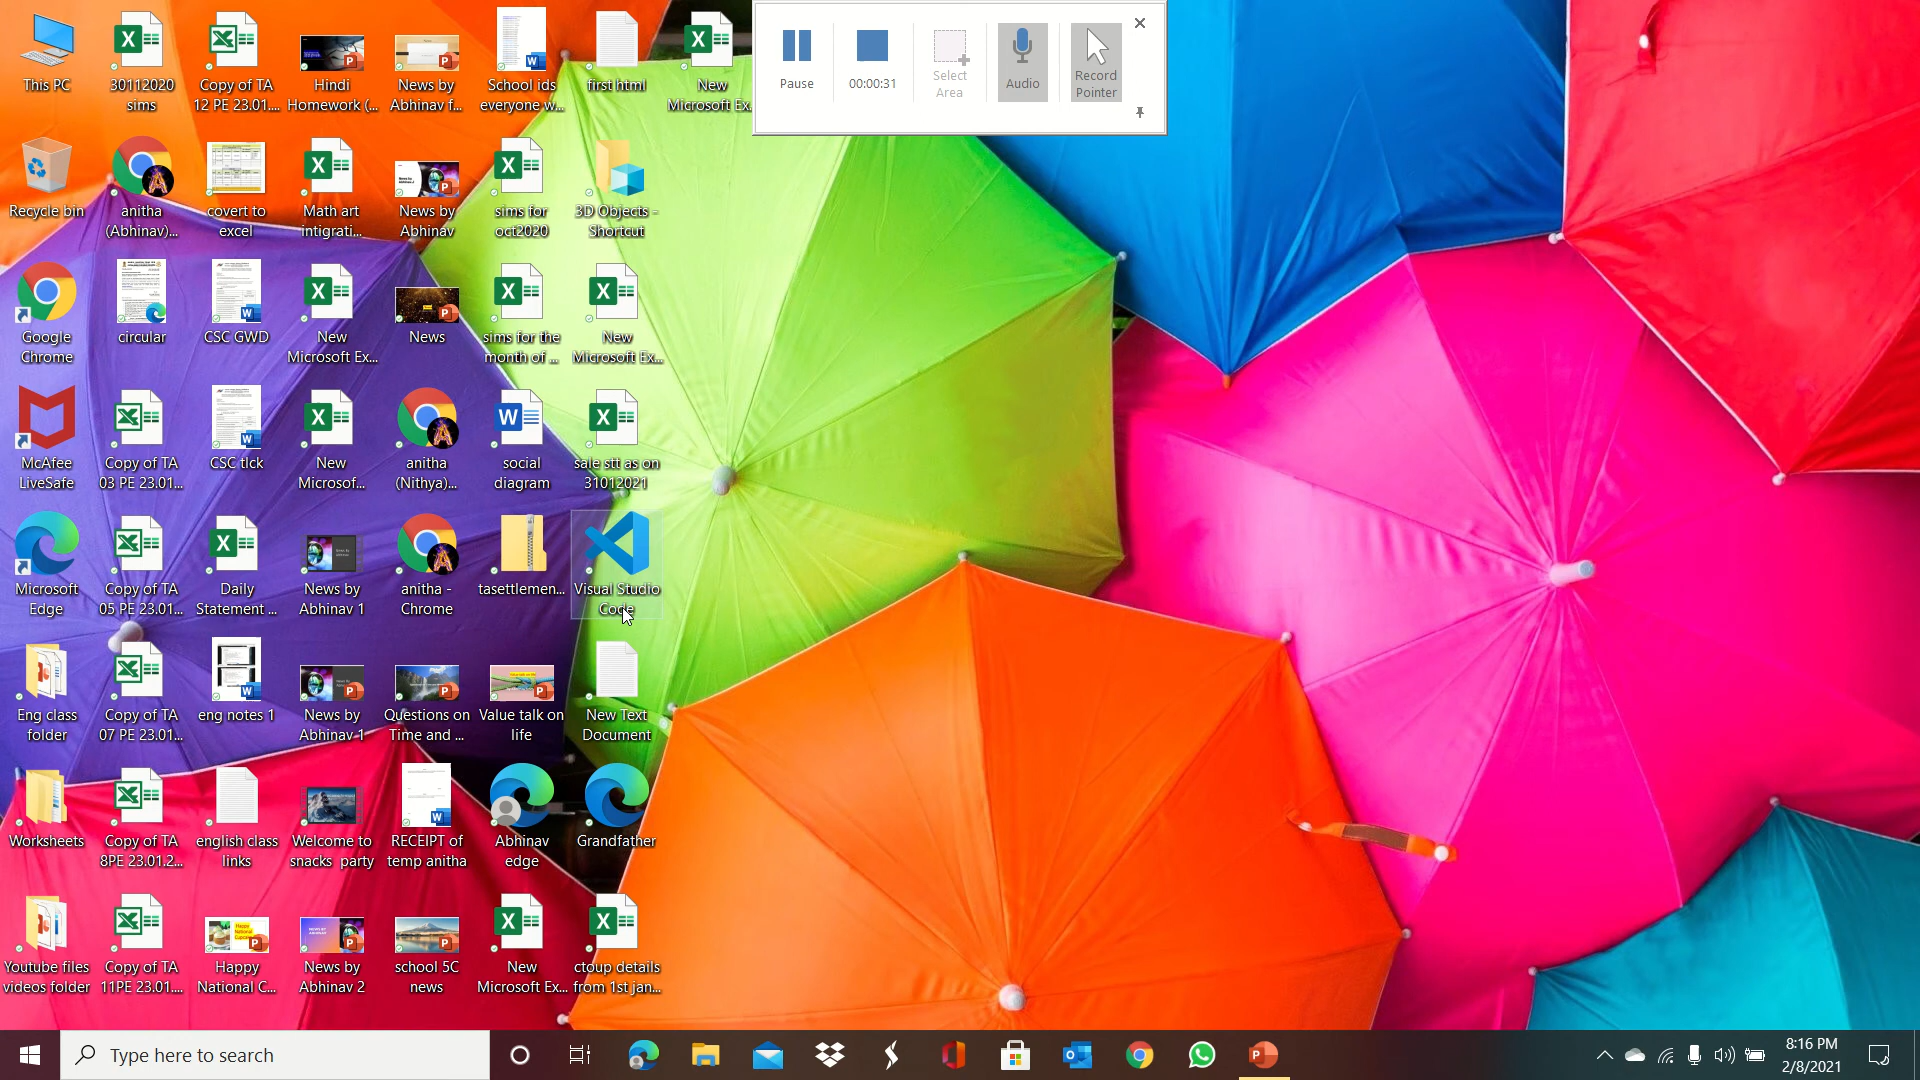 This PC
30112020
sims
Copy of TA
12 PE 23.01....
Hindi
Homework (...
News by
Abhinav f...
School ids
everyone w...
first html
New
Microsoft Ex...
Pause
00:00:31
Select
Area
Audio
Record
Pointer
Recycle bin
anitha
(Abhinav)...
covert to
excel
Math art
intigrati...
News by
Abhinav
sims for
oct2020
3D Objects -
Shortcut
Google
Chrome
circular
CSC GWD
New
Microsoft Ex...
News
sims for the
month of ...
New
Microsoft Ex...
McAfee
LiveSafe
Copy of TA
03 PE 23.01...
CSC tlck
New
Microsof...
anitha
(Nithya)...
social
diagram
sale stt as on
31012021
Microsoft
Edge
Copy of TA
05 PE 23.01...
Daily
Statement ...
News by
Abhinav 1
anitha -
Chrome
tasettlemen...
Visual Studio
Code
Eng class
folder
Copy of TA
07 PE 23.01...
eng notes 1
News by
Abhinav 1
Questions on
Time and ...
Value talk on
life
New Text
Document
Worksheets
Copy of TA
8PE 23.01.2...
english class
links
Welcome to
snacks party
RECEIPT of
temp anitha
Abhinav
edge
Grandfather
Youtube files
videos folder
Copy of TA
11PE 23.01....
Happy
National C...
News by
Abhinav 2
school 5C
news
New
Microsoft Ex...
ctoup details
from 1st jan...
Type here to search
8:16 PM
2/8/2021